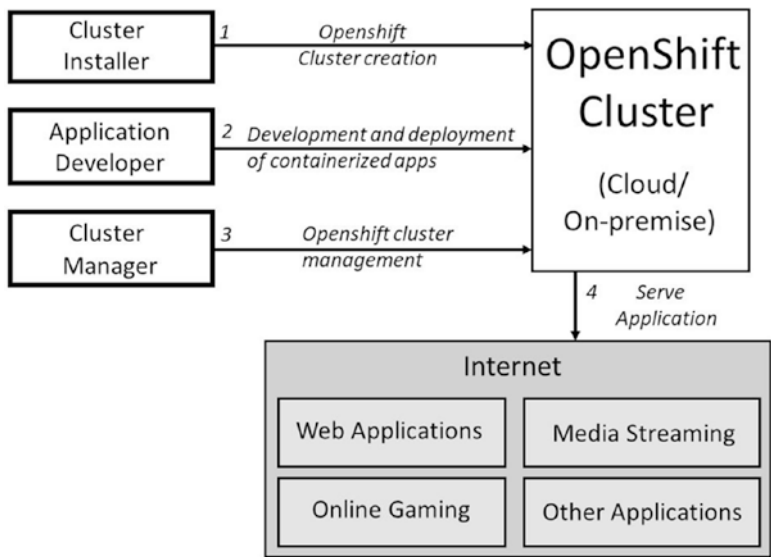 Cluster
Installer
1
Openshift
Cluster creation
Application
Developer
2
Development and deployment
of containerized apps
Cluster
Manager
3
Openshift cluster
management
OpenShift
Cluster
(Cloud/
On-premise)
4
Serve
Application
Internet
Web Applications
Media Streaming
Online Gaming
Other Applications